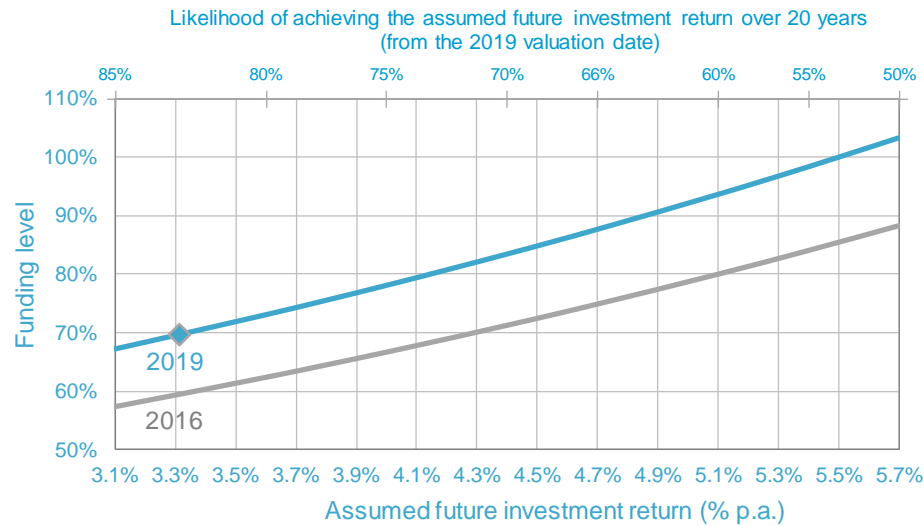 Likelihood of achieving the assumed future investment return over 20 years
(from the 2019 valuation date)
85% 80% 75% 70% 66% 60% 55% 50%
110%
100%
90%
80%
70%
60%
50%
Funding level
2019
2016
3.1% 3.3% 3.5% 3.7% 3.9% 4.1% 4.3% 4.5% 4.7% 4.9% 5.1% 5.3% 5.5% 5.7%
Assumed future investment return (% p.a.)